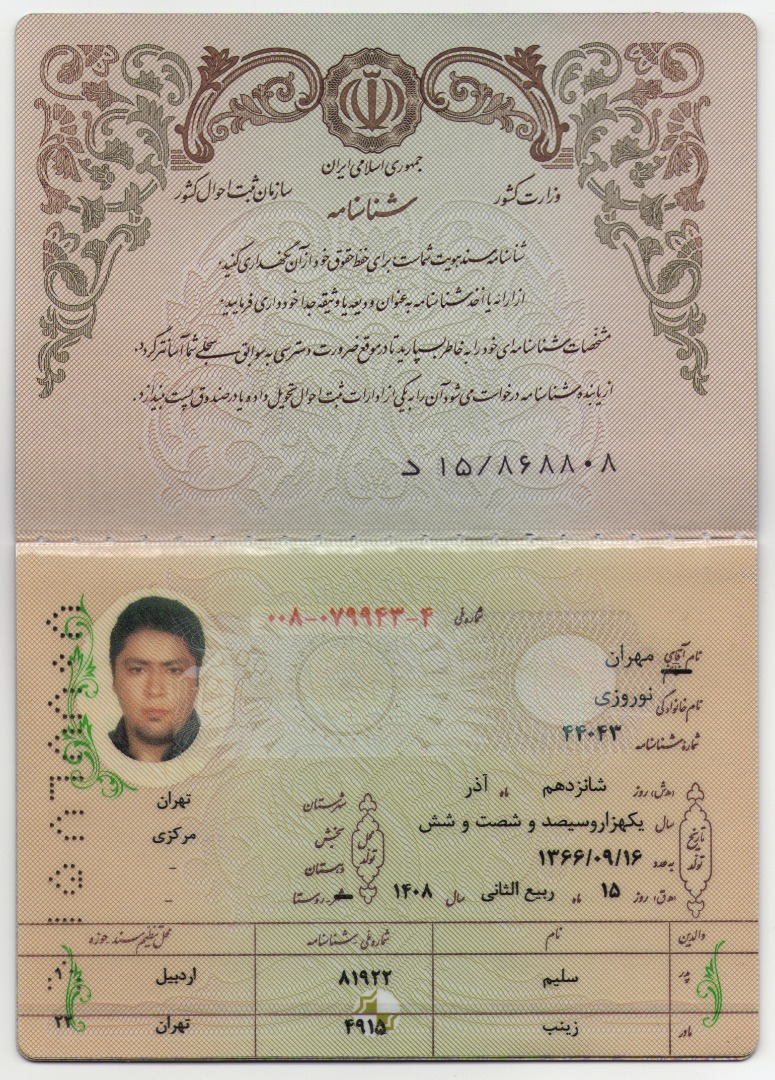 جمهوری اسلامی ایران
وزارت کشور
سازمان ثبت احوال کشور
شناسنامه
شناسنامه سند هویت شماست برای حفظ حقوق خود از آن نگهداری کنید.
از ارائه یا اخذ شناسنامه به عنوان ودیعه یا وثیقه جداً خودداری فرمایید.
مشخصات شناسنامه‌ای خود را به خاطر بسپارید تا در موقع ضرورت دسترسی به سوابق سجلی شما آسانتر گردد.
از یابنده شناسنامه درخواست می‌شود آن را به یکی از ادارات ثبت احوال تحویل داده یا در صندوق پست بیندازد.
د ۱۵/۸۶۸۸۰۸
شماره ملی ۰۰۸-۰۷۹۹۴۳-۴
نام آقای مهران
نام خانوادگی نوروزی
شماره شناسنامه ۴۴۰۴۳
تاریخ تولد
(ه.ش) روز شانزدهم ماه آذر
سال یکهزاروسیصد و شصت و شش
به عدد ۱۳۶۶/۰۹/۱۶
(ه.ق) روز ۱۵ ماه ربیع الثانی سال ۱۴۰۸
محل تولد
شهرستان تهران
بخش مرکزی
دهستان –
شهر-روستا –
والدین نام شماره ملی-شناسنامه محل تنظیم سند حوزه
پدر سلیم ۸۱۹۲۲ اردبیل
مادر زینب ۴۹۱۵ تهران ۲۲